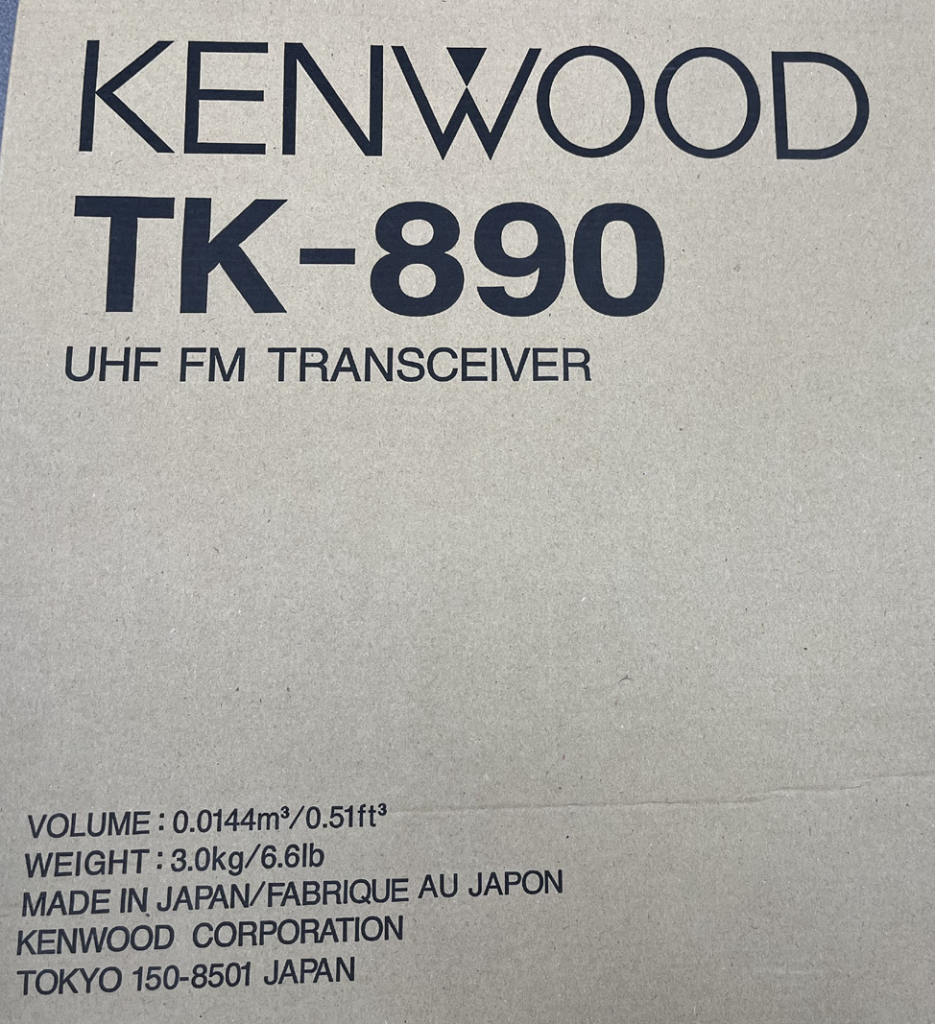 KENWOOD
TK-890
UHF FM TRANSCEIVER
VOLUME : 0.0144m³/0.51ft³
WEIGHT : 3.0kg/6.6lb
MADE IN JAPAN/FABRIQUE AU JAPON
KENWOOD CORPORATION
TOKYO 150-8501 JAPAN